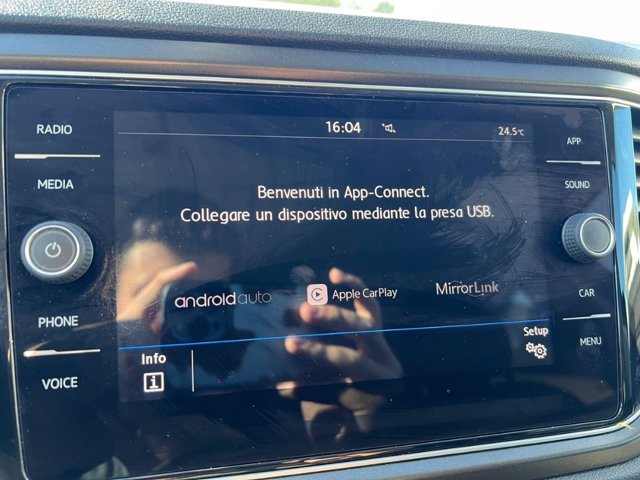 RADIO
MEDIA
PHONE
VOICE
16:04
24.5°C
Benvenuti in App-Connect.
Collegare un dispositivo mediante la presa USB.
androidauto
Apple CarPlay
MirrorLink
Info
i
Setup
APP
SOUND
CAR
MENU